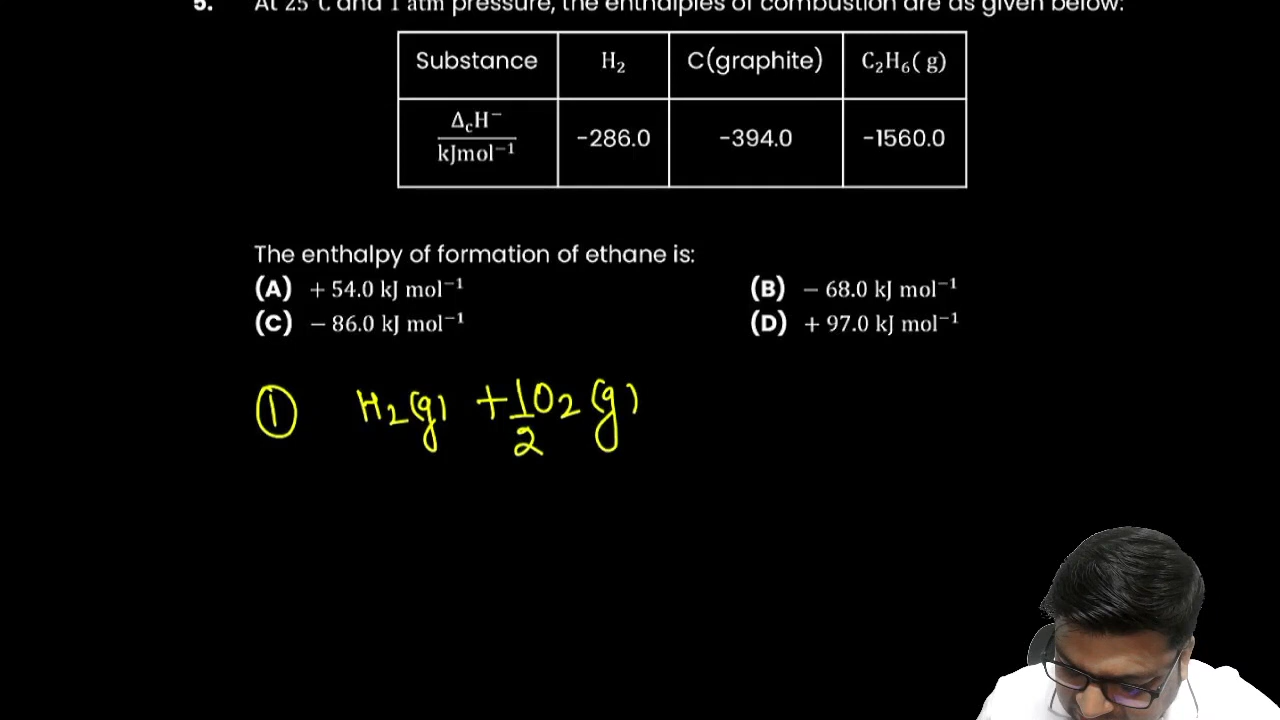 5. At 25°C and 1 atm pressure, the enthalpies of combustion are as given below:
Substance H₂ C(graphite) C₂H₆( g)
Δ_cH⁻ / kJmol⁻¹ -286.0 -394.0 -1560.0
The enthalpy of formation of ethane is:
(A) + 54.0 kJ mol⁻¹ (B) − 68.0 kJ mol⁻¹
(C) − 86.0 kJ mol⁻¹ (D) + 97.0 kJ mol⁻¹
① H₂(g) + 1/2 O₂ (g)